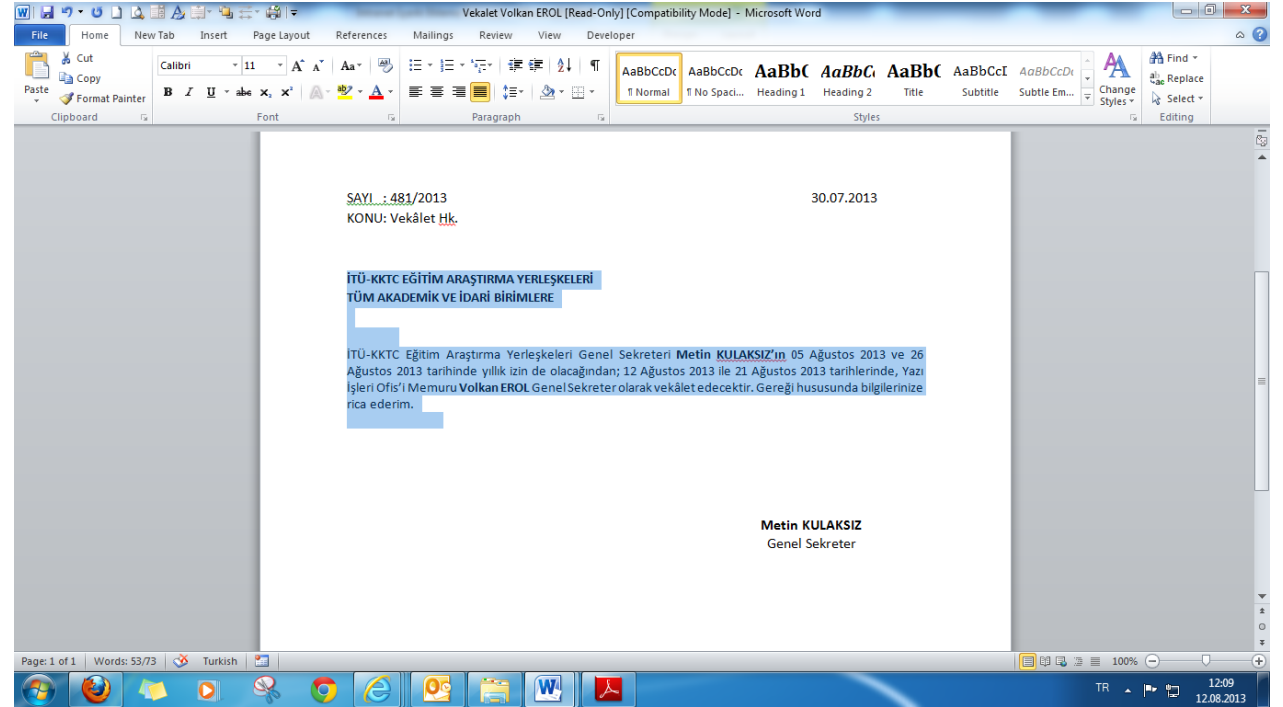 Vekalet Volkan EROL [Read-Only] [Compatibility Mode] - Microsoft Word
File Home New Tab Insert Page Layout References Mailings Review View Developer
Paste Cut Copy Format Painter
Calibri 11
AaBbCcDc AaBbCcDc AaBb( AaBbC AaBb( AaBbCcI AaBbCcDc
¶ Normal ¶ No Spaci... Heading 1 Heading 2 Title Subtitle Subtle Em...
Change Styles
Find Replace Select
Clipboard Font Paragraph Styles Editing
SAYI : 481/2013 30.07.2013
KONU: Vekâlet Hk.
İTÜ-KKTC EĞİTİM ARAŞTIRMA YERLEŞKELERİ
TÜM AKADEMİK VE İDARİ BİRİMLERE
İTÜ-KKTC Eğitim Araştırma Yerleşkeleri Genel Sekreteri Metin KULAKSIZ’ın 05 Ağustos 2013 ve 26
Ağustos 2013 tarihinde yıllık izin de olacağından; 12 Ağustos 2013 ile 21 Ağustos 2013 tarihlerinde, Yazı
İşleri Ofis’i Memuru Volkan EROL Genel Sekreter olarak vekâlet edecektir. Gereği hususunda bilgilerinize
rica ederim.
Metin KULAKSIZ
Genel Sekreter
Page: 1 of 1 Words: 53/73 Turkish 100%
TR 12:09
12.08.2013